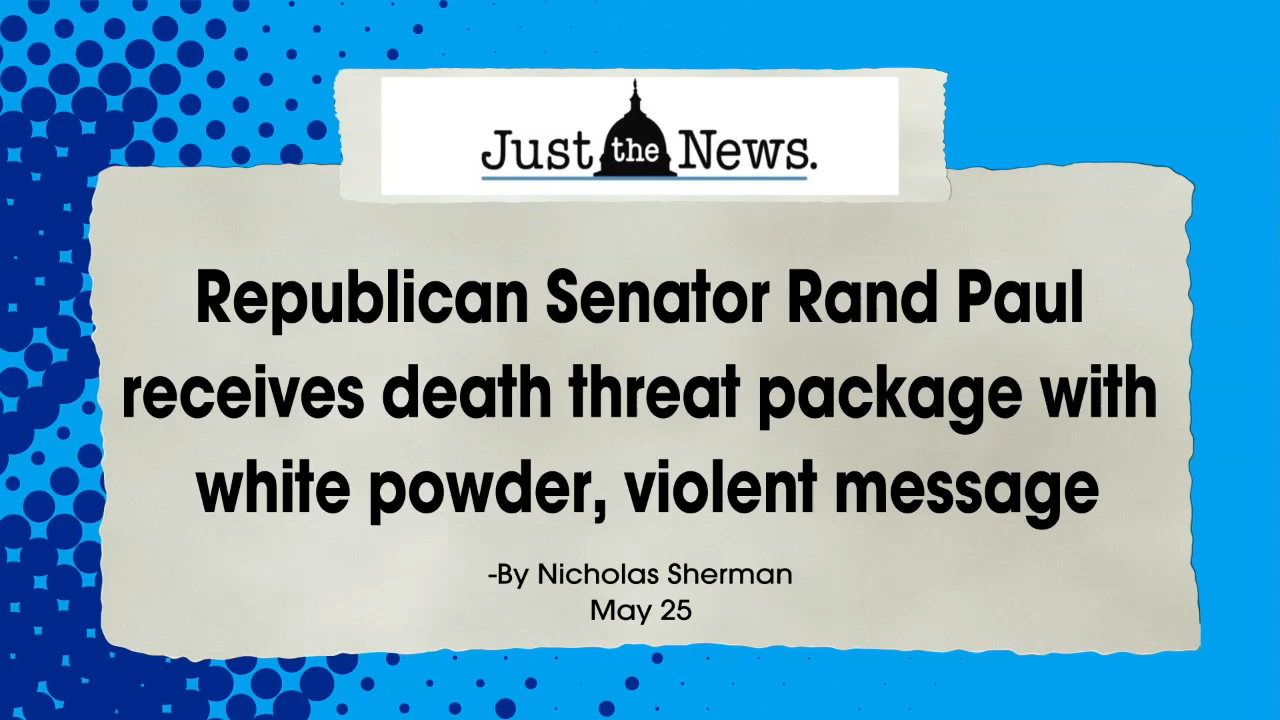 Just the News.
Republican Senator Rand Paul
receives death threat package with
white powder, violent message
-By Nicholas Sherman
May 25